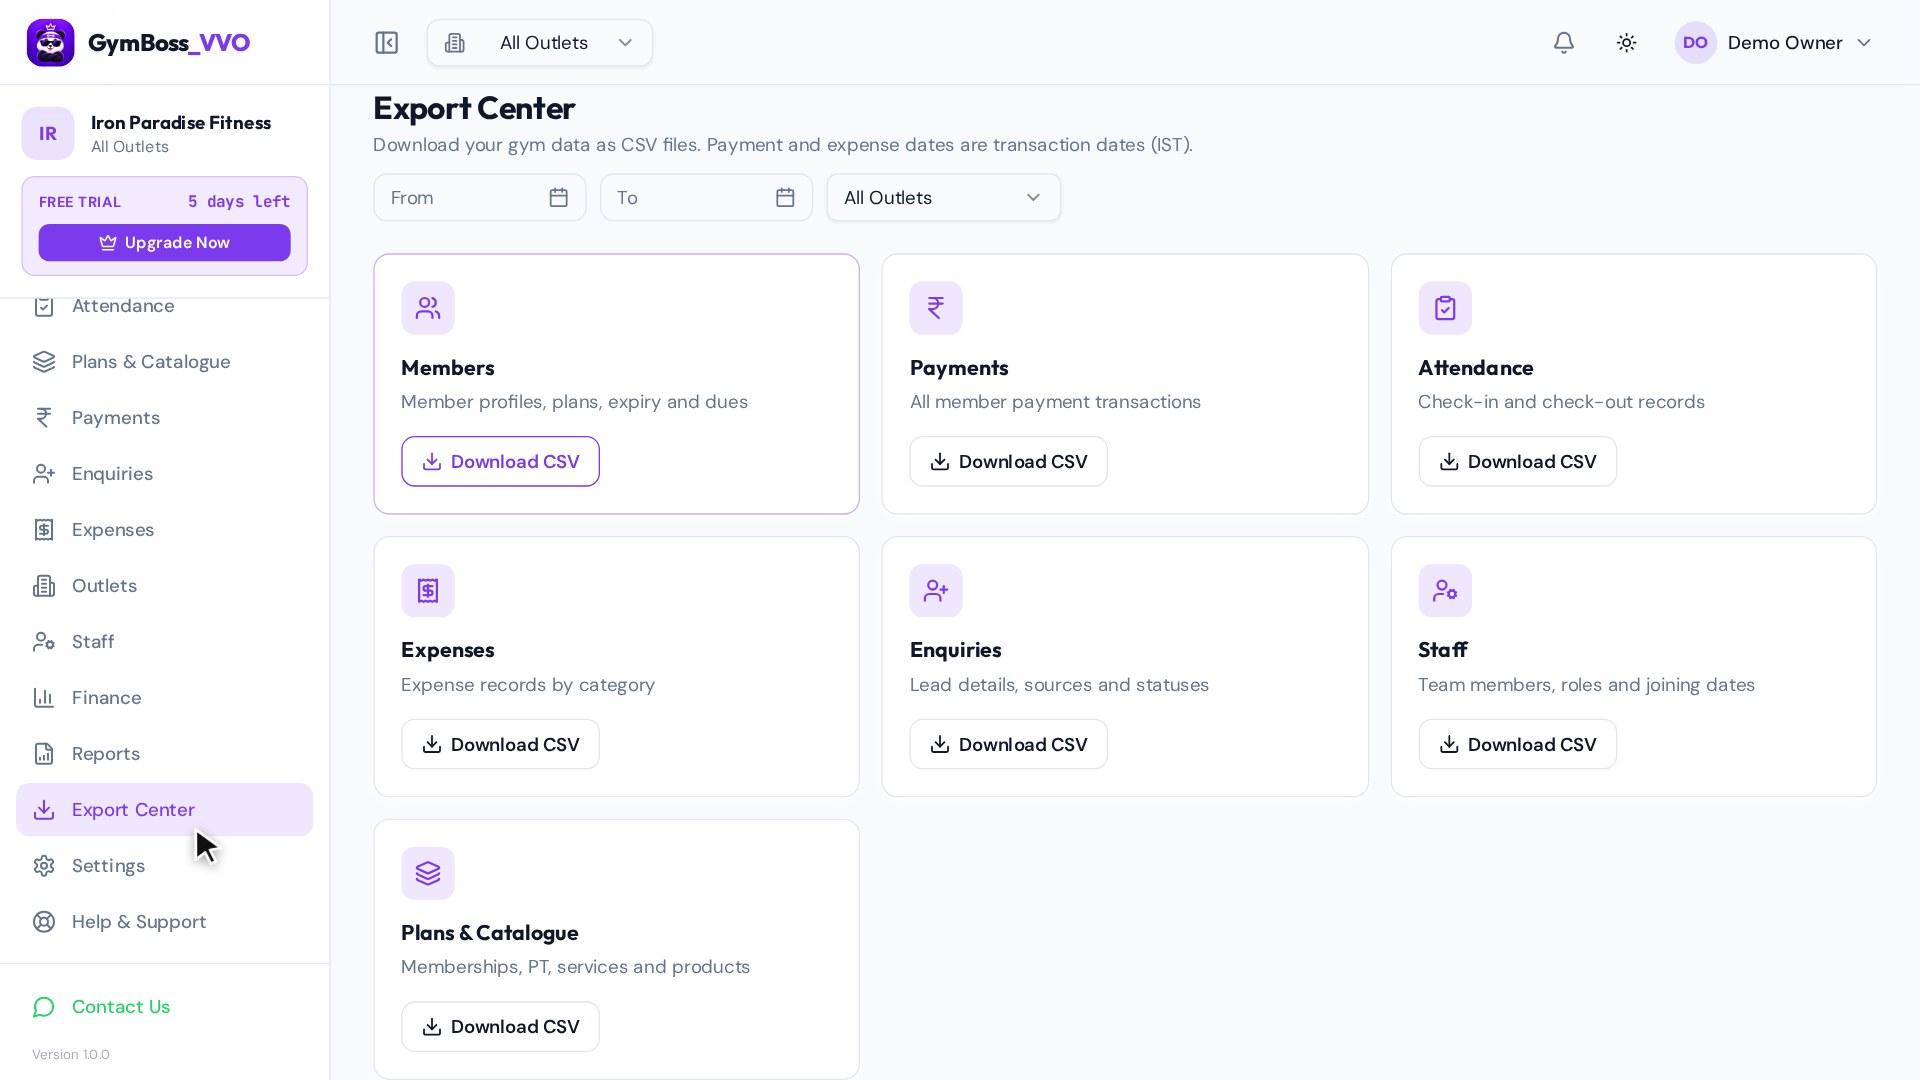 GymBoss_VVO
All Outlets
DO
Demo Owner
IR
Iron Paradise Fitness
All Outlets
FREE TRIAL
5 days left
Upgrade Now
Attendance
Plans & Catalogue
Payments
Enquiries
Expenses
Outlets
Staff
Finance
Reports
Export Center
Settings
Help & Support
Contact Us
Version 1.0.0
Export Center
Download your gym data as CSV files. Payment and expense dates are transaction dates (IST).
From
To
All Outlets
Members
Member profiles, plans, expiry and dues
Download CSV
Payments
All member payment transactions
Download CSV
Attendance
Check-in and check-out records
Download CSV
Expenses
Expense records by category
Download CSV
Enquiries
Lead details, sources and statuses
Download CSV
Staff
Team members, roles and joining dates
Download CSV
Plans & Catalogue
Memberships, PT, services and products
Download CSV